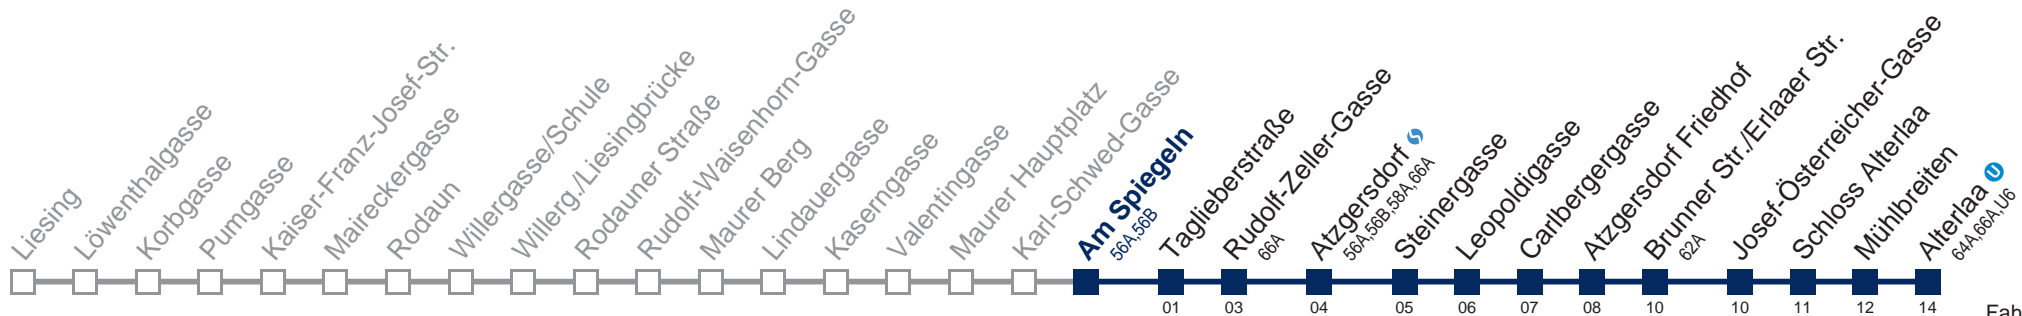 Liesing
Löwenthalgasse
Korbgasse
Pumgasse
Kaiser-Franz-Josef-Str.
Maireckergasse
Rodaun
Willergasse/Schule
Willerg./Liesingbrücke
Rodauner Straße
Rudolf-Waisenhorn-Gasse
Maurer Berg
Lindauergasse
Kaserngasse
Valentingasse
Maurer Hauptplatz
Karl-Schwed-Gasse
Am Spiegeln
56A,56B
Taglieberstraße
Rudolf-Zeller-Gasse
66A
Atzgersdorf S
56A,56B,58A,66A
Steinergasse
Leopoldigasse
Carlbergergasse
Atzgersdorf Friedhof
Brunner Str./Erlaaer Str.
62A
Josef-Österreicher-Gasse
Schloss Alterlaa
Mühlbreiten
Alterlaa U
64A,66A,U6
01 03 04 05 06 07 08 10 10 11 12 14
Fah